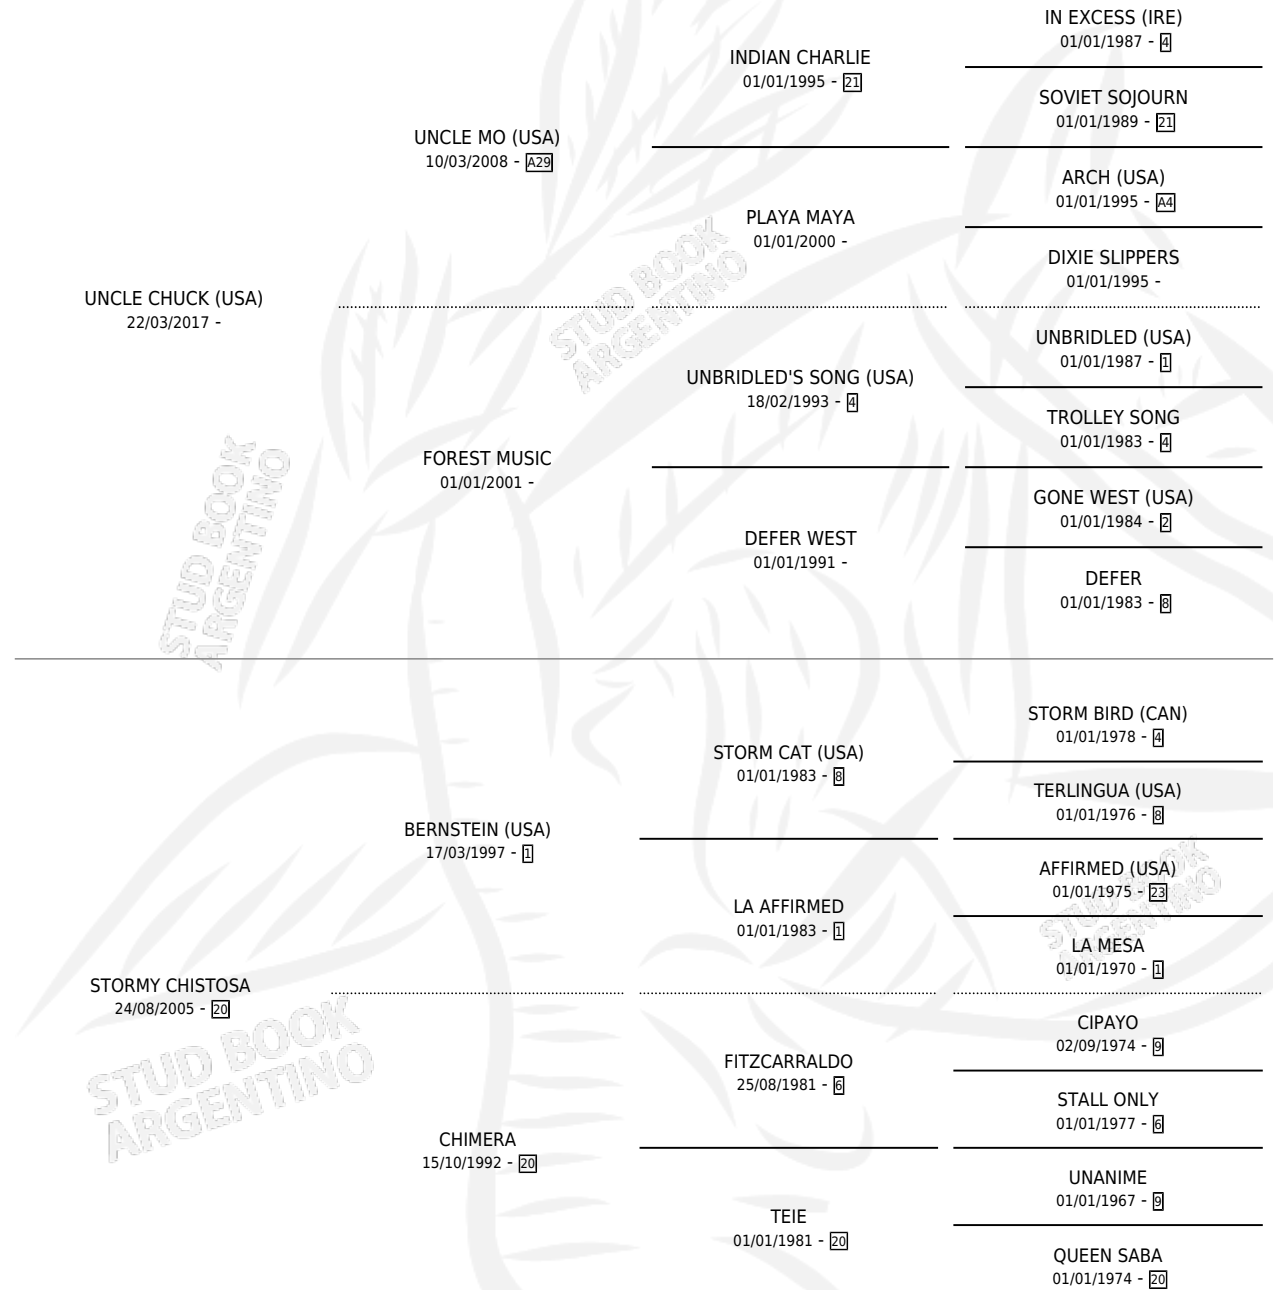 IN EXCESS (IRE)
01/01/1987 - 4
INDIAN CHARLIE
01/01/1995 - 21
SOVIET SOJOURN
01/01/1989 - 21
UNCLE MO (USA)
10/03/2008 - A29
ARCH (USA)
01/01/1995 - A4
PLAYA MAYA
01/01/2000 -
DIXIE SLIPPERS
01/01/1995 -
UNCLE CHUCK (USA)
22/03/2017 -
UNBRIDLED (USA)
01/01/1987 - 1
UNBRIDLED'S SONG (USA)
18/02/1993 - 4
TROLLEY SONG
01/01/1983 - 4
FOREST MUSIC
01/01/2001 -
GONE WEST (USA)
01/01/1984 - 2
DEFER WEST
01/01/1991 -
DEFER
01/01/1983 - 8
STORM BIRD (CAN)
01/01/1978 - 4
STORM CAT (USA)
01/01/1983 - 8
TERLINGUA (USA)
01/01/1976 - 8
BERNSTEIN (USA)
17/03/1997 - 1
AFFIRMED (USA)
01/01/1975 - 23
LA AFFIRMED
01/01/1983 - 1
LA MESA
01/01/1970 - 1
STORMY CHISTOSA
24/08/2005 - 20
CIPAYO
02/09/1974 - 9
FITZCARRALDO
25/08/1981 - 6
STALL ONLY
01/01/1977 - 6
CHIMERA
15/10/1992 - 20
UNANIME
01/01/1967 - 9
TEIE
01/01/1981 - 20
QUEEN SABA
01/01/1974 - 20
STUD BOOK
ARGENTINO
STUD BOOK
ARGENTINO
STUD BOOK
ARGENTINO
STUD BOOK
ARGENTINO